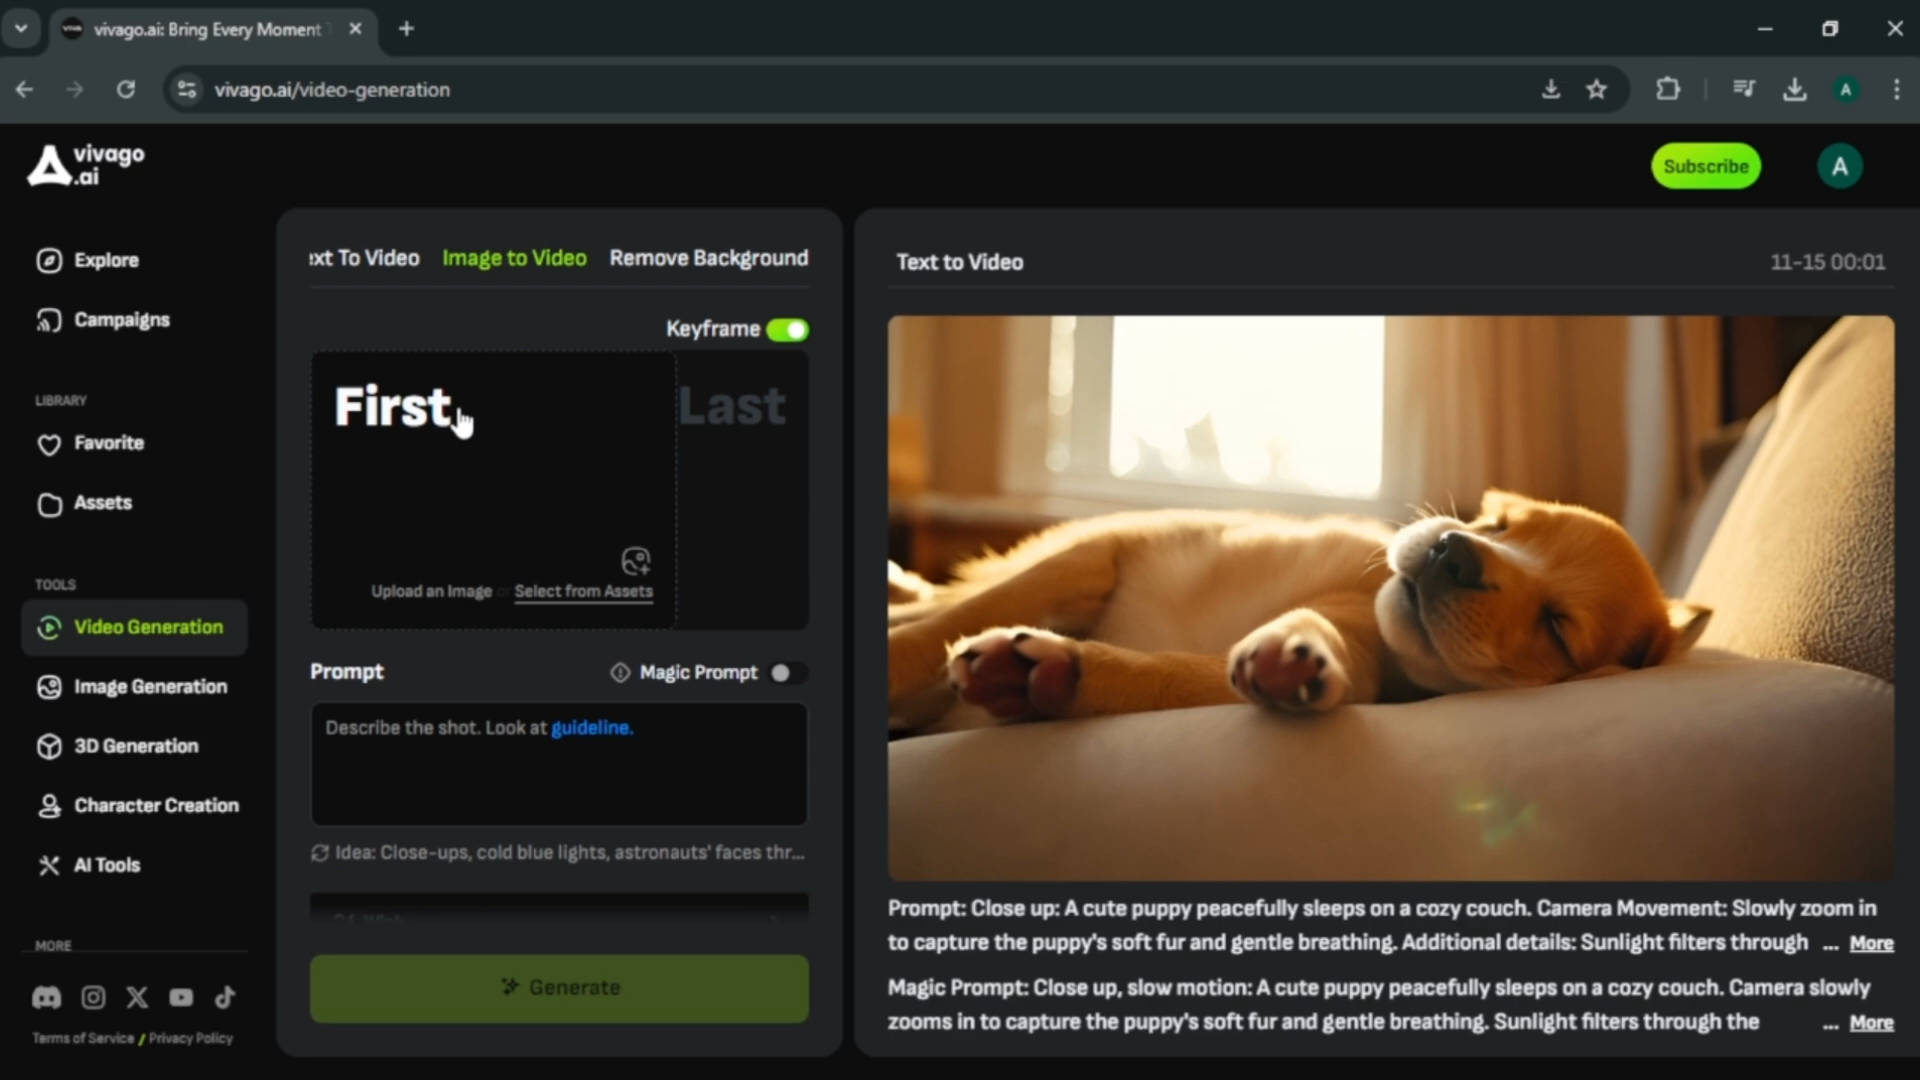 vivago.ai: Bring Every Moment
vivago.ai/video-generation
A
vivago
.ai
Subscribe
A
Explore
Campaigns
LIBRARY
Favorite
Assets
TOOLS
Video Generation
Image Generation
3D Generation
Character Creation
AI Tools
MORE
Terms of Service / Privacy Policy
ext To Video Image to Video Remove Background
Keyframe
First
Last
Upload an Image or Select from Assets
Prompt
Magic Prompt
Describe the shot. Look at guideline.
Idea: Close-ups, cold blue lights, astronauts' faces thr...
Generate
Text to Video
11-15 00:01
Prompt: Close up: A cute puppy peacefully sleeps on a cozy couch. Camera Movement: Slowly zoom in
to capture the puppy's soft fur and gentle breathing. Additional details: Sunlight filters through ... More
Magic Prompt: Close up, slow motion: A cute puppy peacefully sleeps on a cozy couch. Camera slowly
zooms in to capture the puppy's soft fur and gentle breathing. Sunlight filters through the ... More